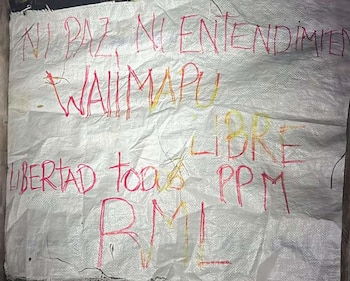 NI PAZ, NI ENTENDIMIEN
WAllMAPU
LIBRE
LIBERTAD todos PPM
RML